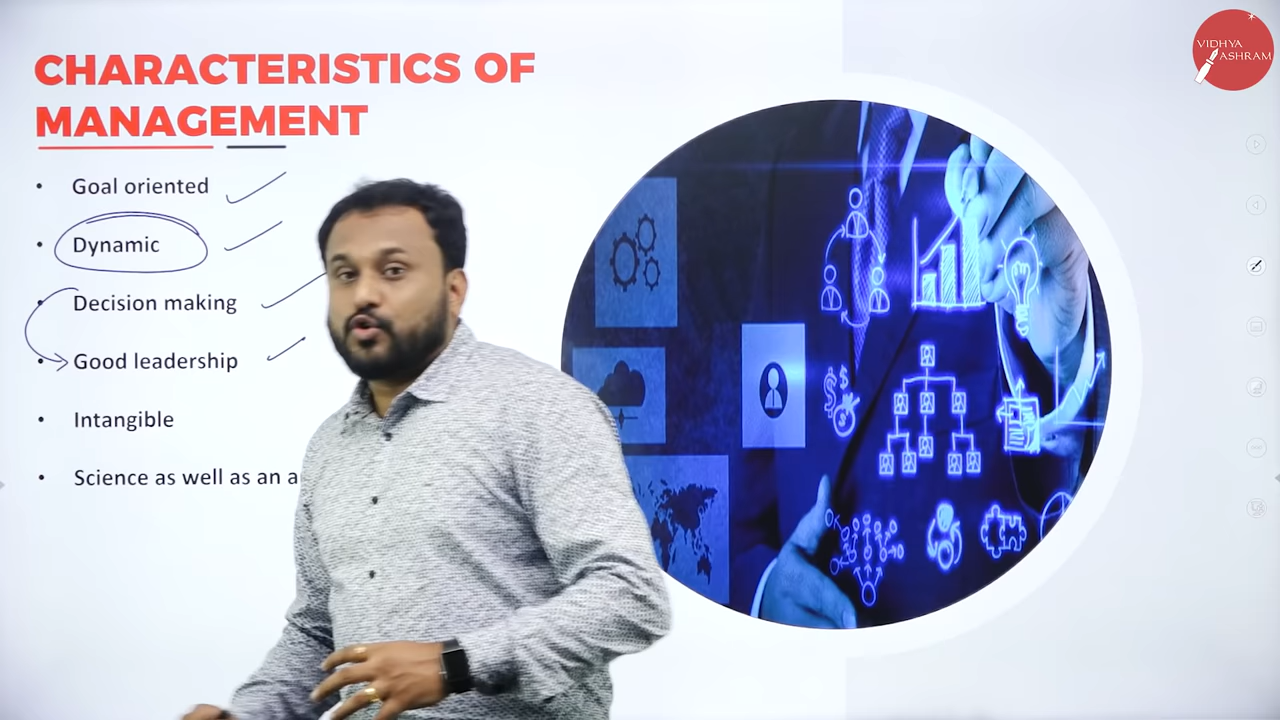 CHARACTERISTICS OF
MANAGEMENT
• Goal oriented
• Dynamic
• Decision making
• Good leadership
• Intangible
• Science as well as an a
VIDHYA
ASHRAM